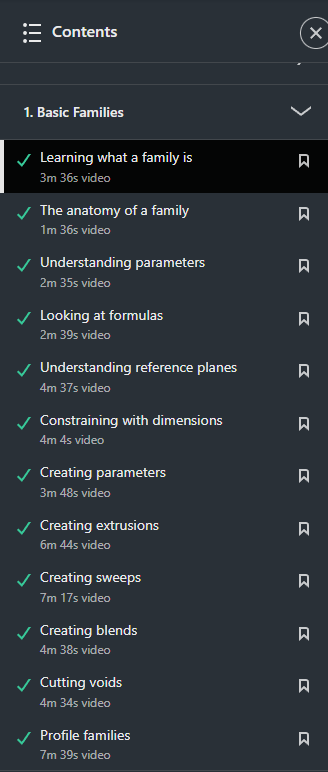 Contents
1. Basic Families
Learning what a family is
3m 36s video
The anatomy of a family
1m 36s video
Understanding parameters
2m 35s video
Looking at formulas
2m 39s video
Understanding reference planes
4m 37s video
Constraining with dimensions
4m 4s video
Creating parameters
3m 48s video
Creating extrusions
6m 44s video
Creating sweeps
7m 17s video
Creating blends
4m 38s video
Cutting voids
4m 34s video
Profile families
7m 39s video